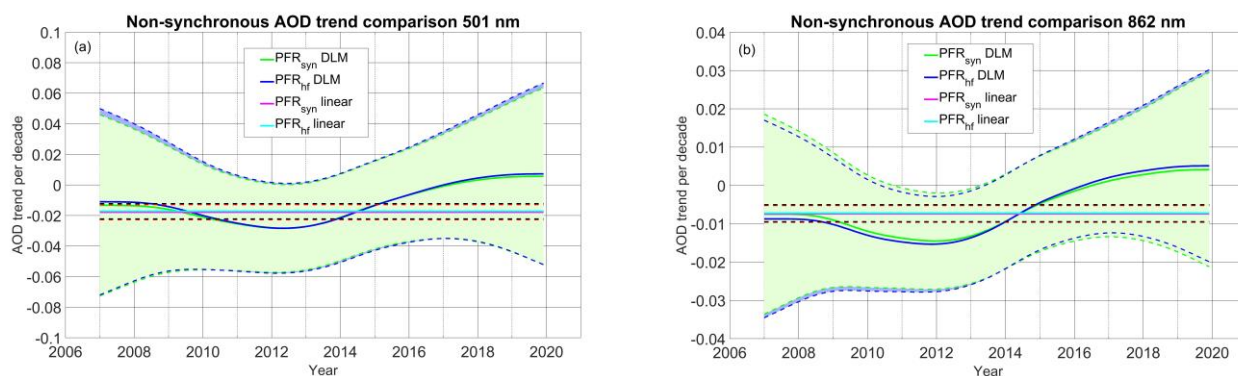 Non-synchronous AOD trend comparison 501 nm
(a)
PFRsyn DLM
PFRhf DLM
PFRsyn linear
PFRhf linear
AOD trend per decade
0.1
0.08
0.06
0.04
0.02
0
-0.02
-0.04
-0.06
-0.08
-0.1
2006 2008 2010 2012 2014 2016 2018 2020
Year
Non-synchronous AOD trend comparison 862 nm
(b)
PFRsyn DLM
PFRhf DLM
PFRsyn linear
PFRhf linear
AOD trend per decade
0.04
0.03
0.02
0.01
0
-0.01
-0.02
-0.03
-0.04
2006 2008 2010 2012 2014 2016 2018 2020
Year